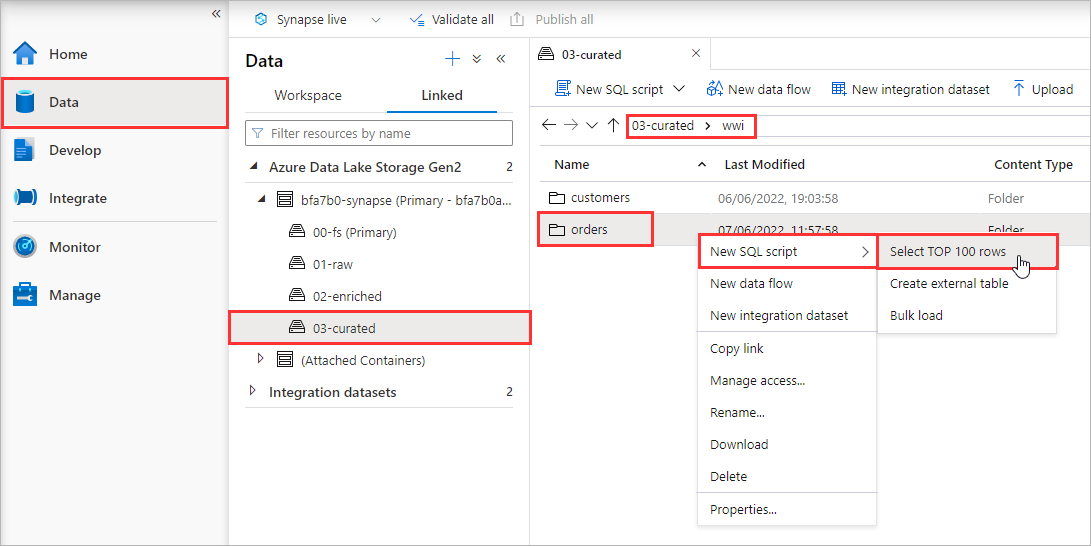 Synapse live
Validate all
Publish all
Home
Data
Develop
Integrate
Monitor
Manage
Data
Workspace
Linked
Filter resources by name
Azure Data Lake Storage Gen2 2
bfa7b0-synapse (Primary - bfa7b0a...
00-fs (Primary)
01-raw
02-enriched
03-curated
(Attached Containers)
Integration datasets 2
03-curated
New SQL script
New data flow
New integration dataset
Upload
03-curated > wwi
Name Last Modified Content Type
customers 06/06/2022, 19:03:58 Folder
orders 07/06/2022, 11:57:58 Folder
New SQL script
New data flow
New integration dataset
Copy link
Manage access...
Rename...
Download
Delete
Properties...
Select TOP 100 rows
Create external table
Bulk load